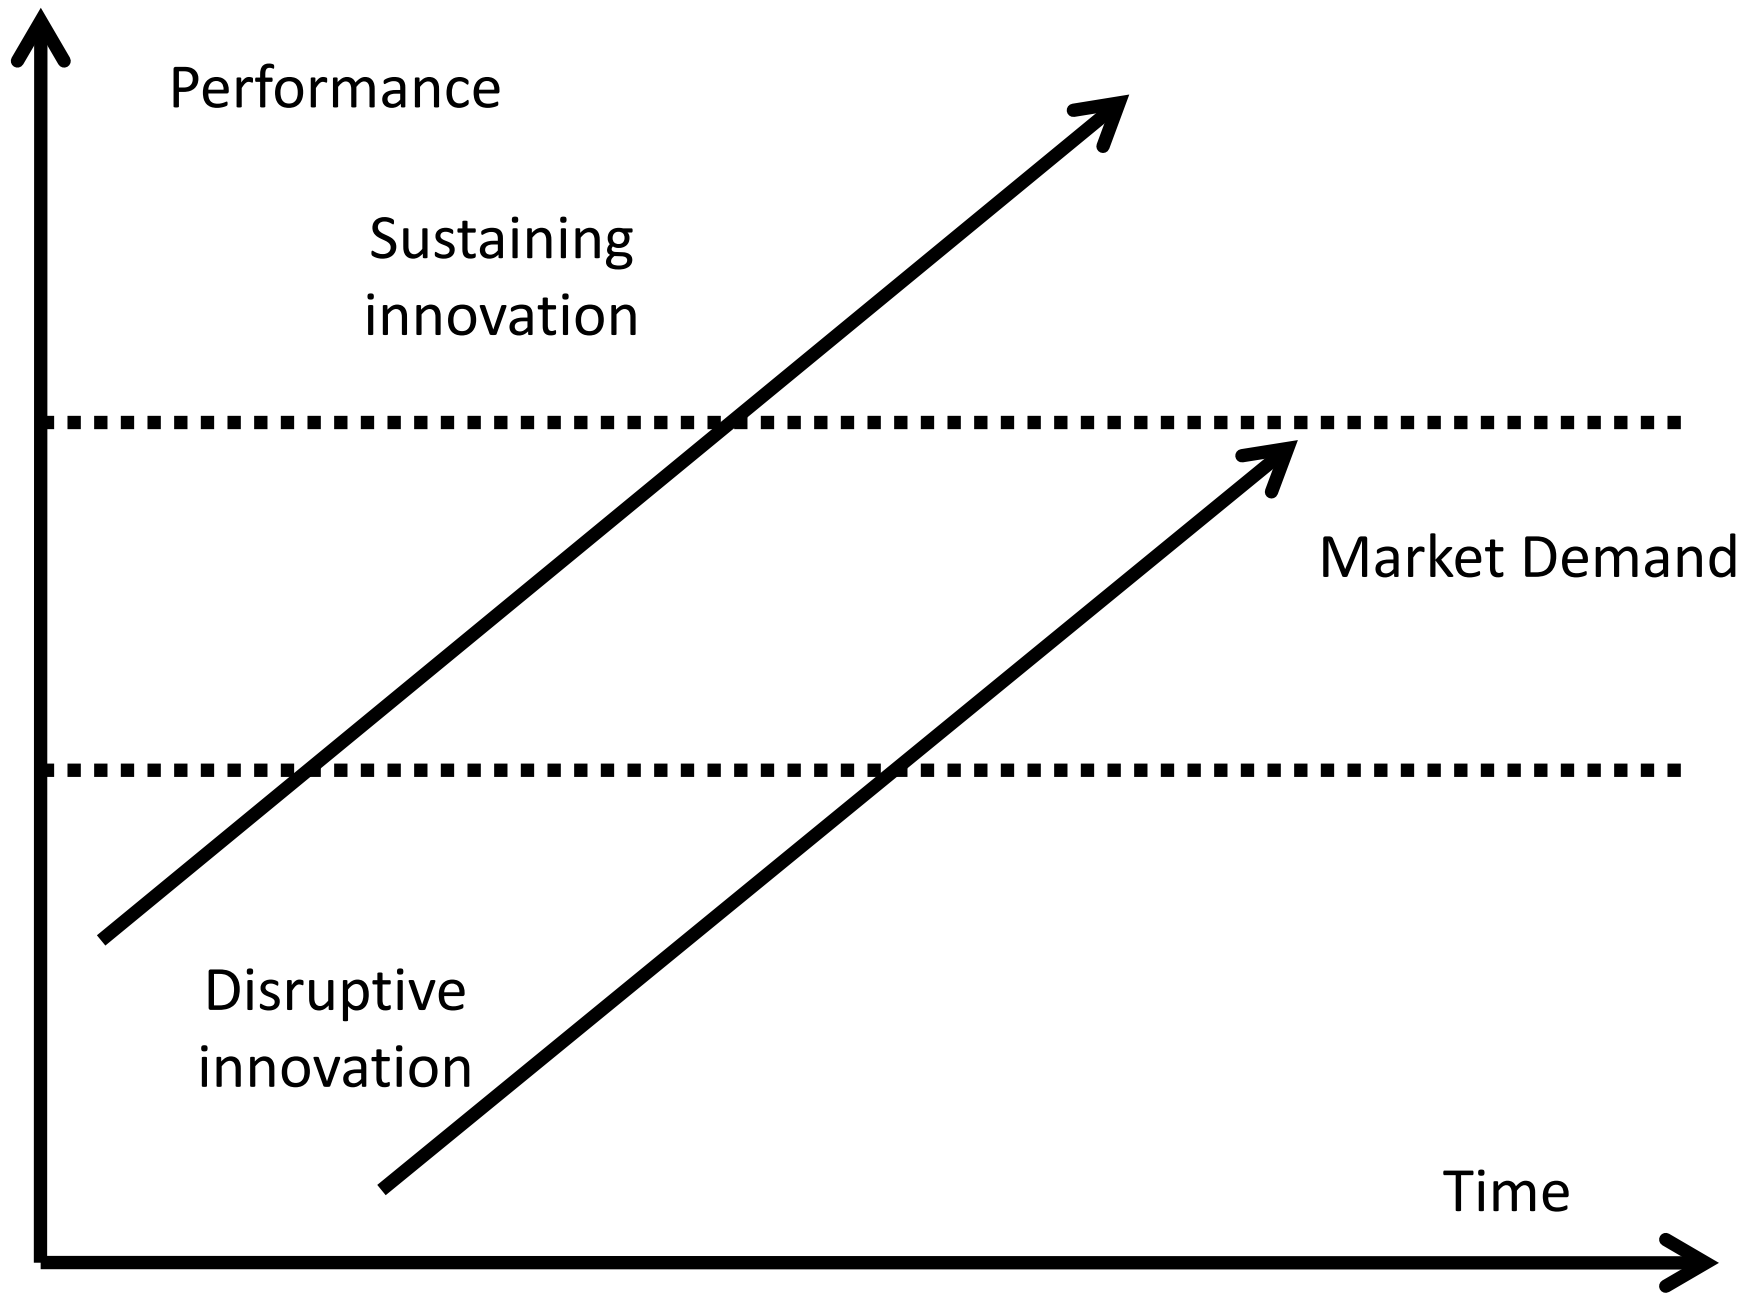 Performance
Sustaining
innovation
Market Demand
Disruptive
innovation
Time